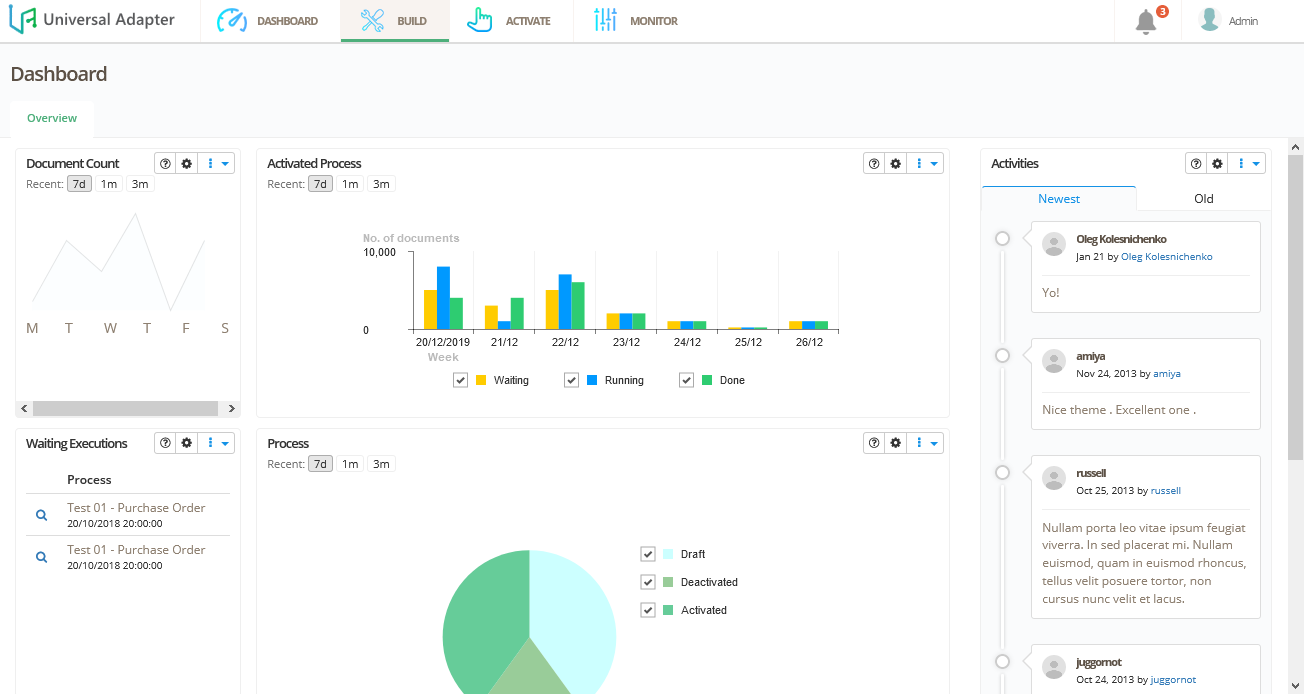 Universal Adapter
DASHBOARD
BUILD
ACTIVATE
MONITOR
3
Admin
Dashboard
Overview
Document Count
Recent: 7d 1m 3m
M T W T F S
Activated Process
Recent: 7d 1m 3m
No. of documents
10,000
0
20/12/2019 21/12 22/12 23/12 24/12 25/12 26/12
Week
Waiting Running Done
Waiting Executions
Process
Test 01 - Purchase Order
20/10/2018 20:00:00
Test 01 - Purchase Order
20/10/2018 20:00:00
Process
Recent: 7d 1m 3m
Draft
Deactivated
Activated
Activities
Newest Old
Oleg Kolesnichenko
Jan 21 by Oleg Kolesnichenko
Yo!
amiya
Nov 24, 2013 by amiya
Nice theme . Excellent one .
russell
Oct 25, 2013 by russell
Nullam porta leo vitae ipsum feugiat
viverra. In sed placerat mi. Nullam
euismod, quam in euismod rhoncus,
tellus velit posuere tortor, non
cursus nunc velit et lacus.
juggornot
Oct 24, 2013 by juggornot